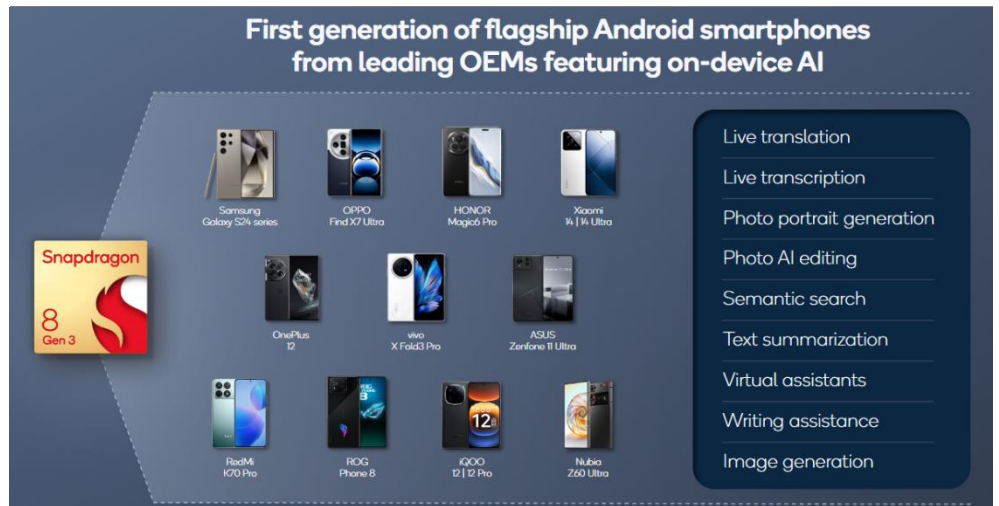 First generation of flagship Android smartphones
from leading OEMs featuring on-device AI
Snapdragon
8
Gen 3
Samsung
Galaxy S24 series
OPPO
Find X7 Ultra
HONOR
Magic6 Pro
Xiaomi
14 | 14 Ultra
OnePlus
12
vivo
X Fold3 Pro
ASUS
Zenfone 11 Ultra
RedMi
K70 Pro
ROG
Phone 8
iQOO
12 | 12 Pro
12
Nubia
Z60 Ultra
Live translation
Live transcription
Photo portrait generation
Photo AI editing
Semantic search
Text summarization
Virtual assistants
Writing assistance
Image generation